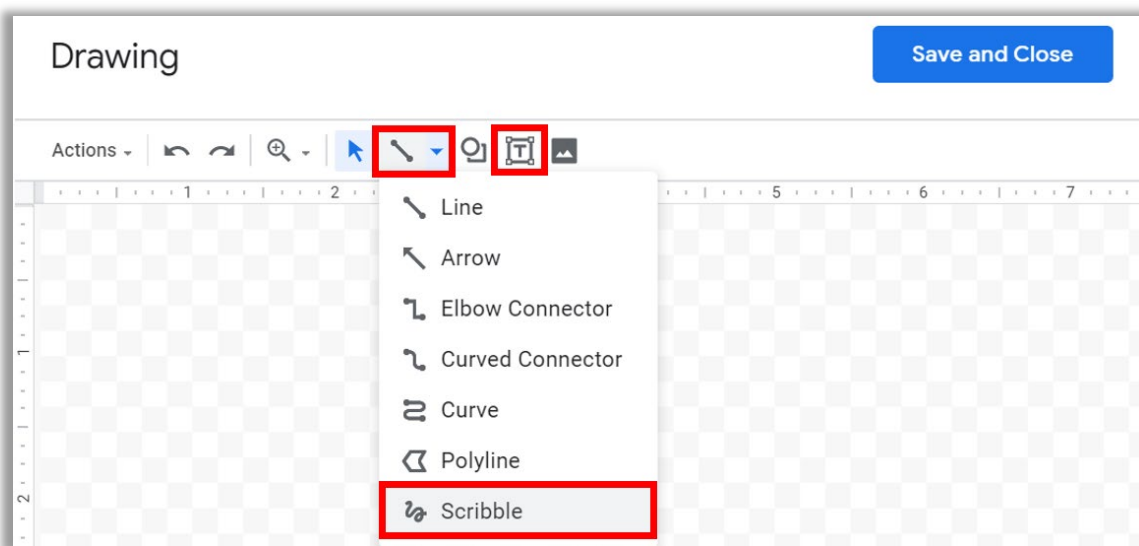 Drawing
Save and Close
Actions
1 2 5 6 7
Line
Arrow
Elbow Connector
Curved Connector
Curve
1
Polyline
2
Scribble